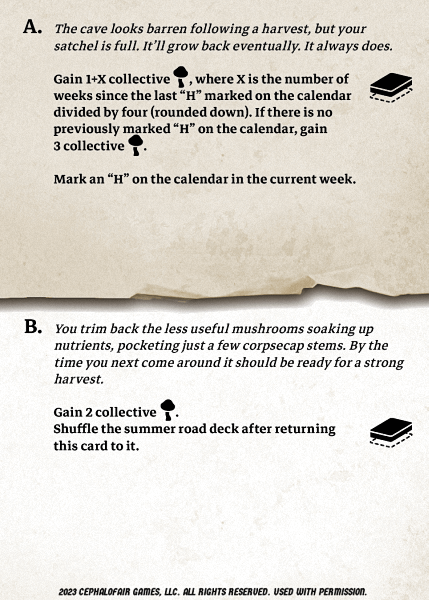 A. The cave looks barren following a harvest, but your
satchel is full. It’ll grow back eventually. It always does.
Gain 1+X collective , where X is the number of
weeks since the last “H” marked on the calendar
divided by four (rounded down). If there is no
previously marked “H” on the calendar, gain
3 collective .
Mark an “H” on the calendar in the current week.
B. You trim back the less useful mushrooms soaking up
nutrients, pocketing just a few corpsecap stems. By the
time you next come around it should be ready for a strong
harvest.
Gain 2 collective .
Shuffle the summer road deck after returning
this card to it.
2023 CEPHALOFAIR GAMES, LLC. ALL RIGHTS RESERVED. USED WITH PERMISSION.